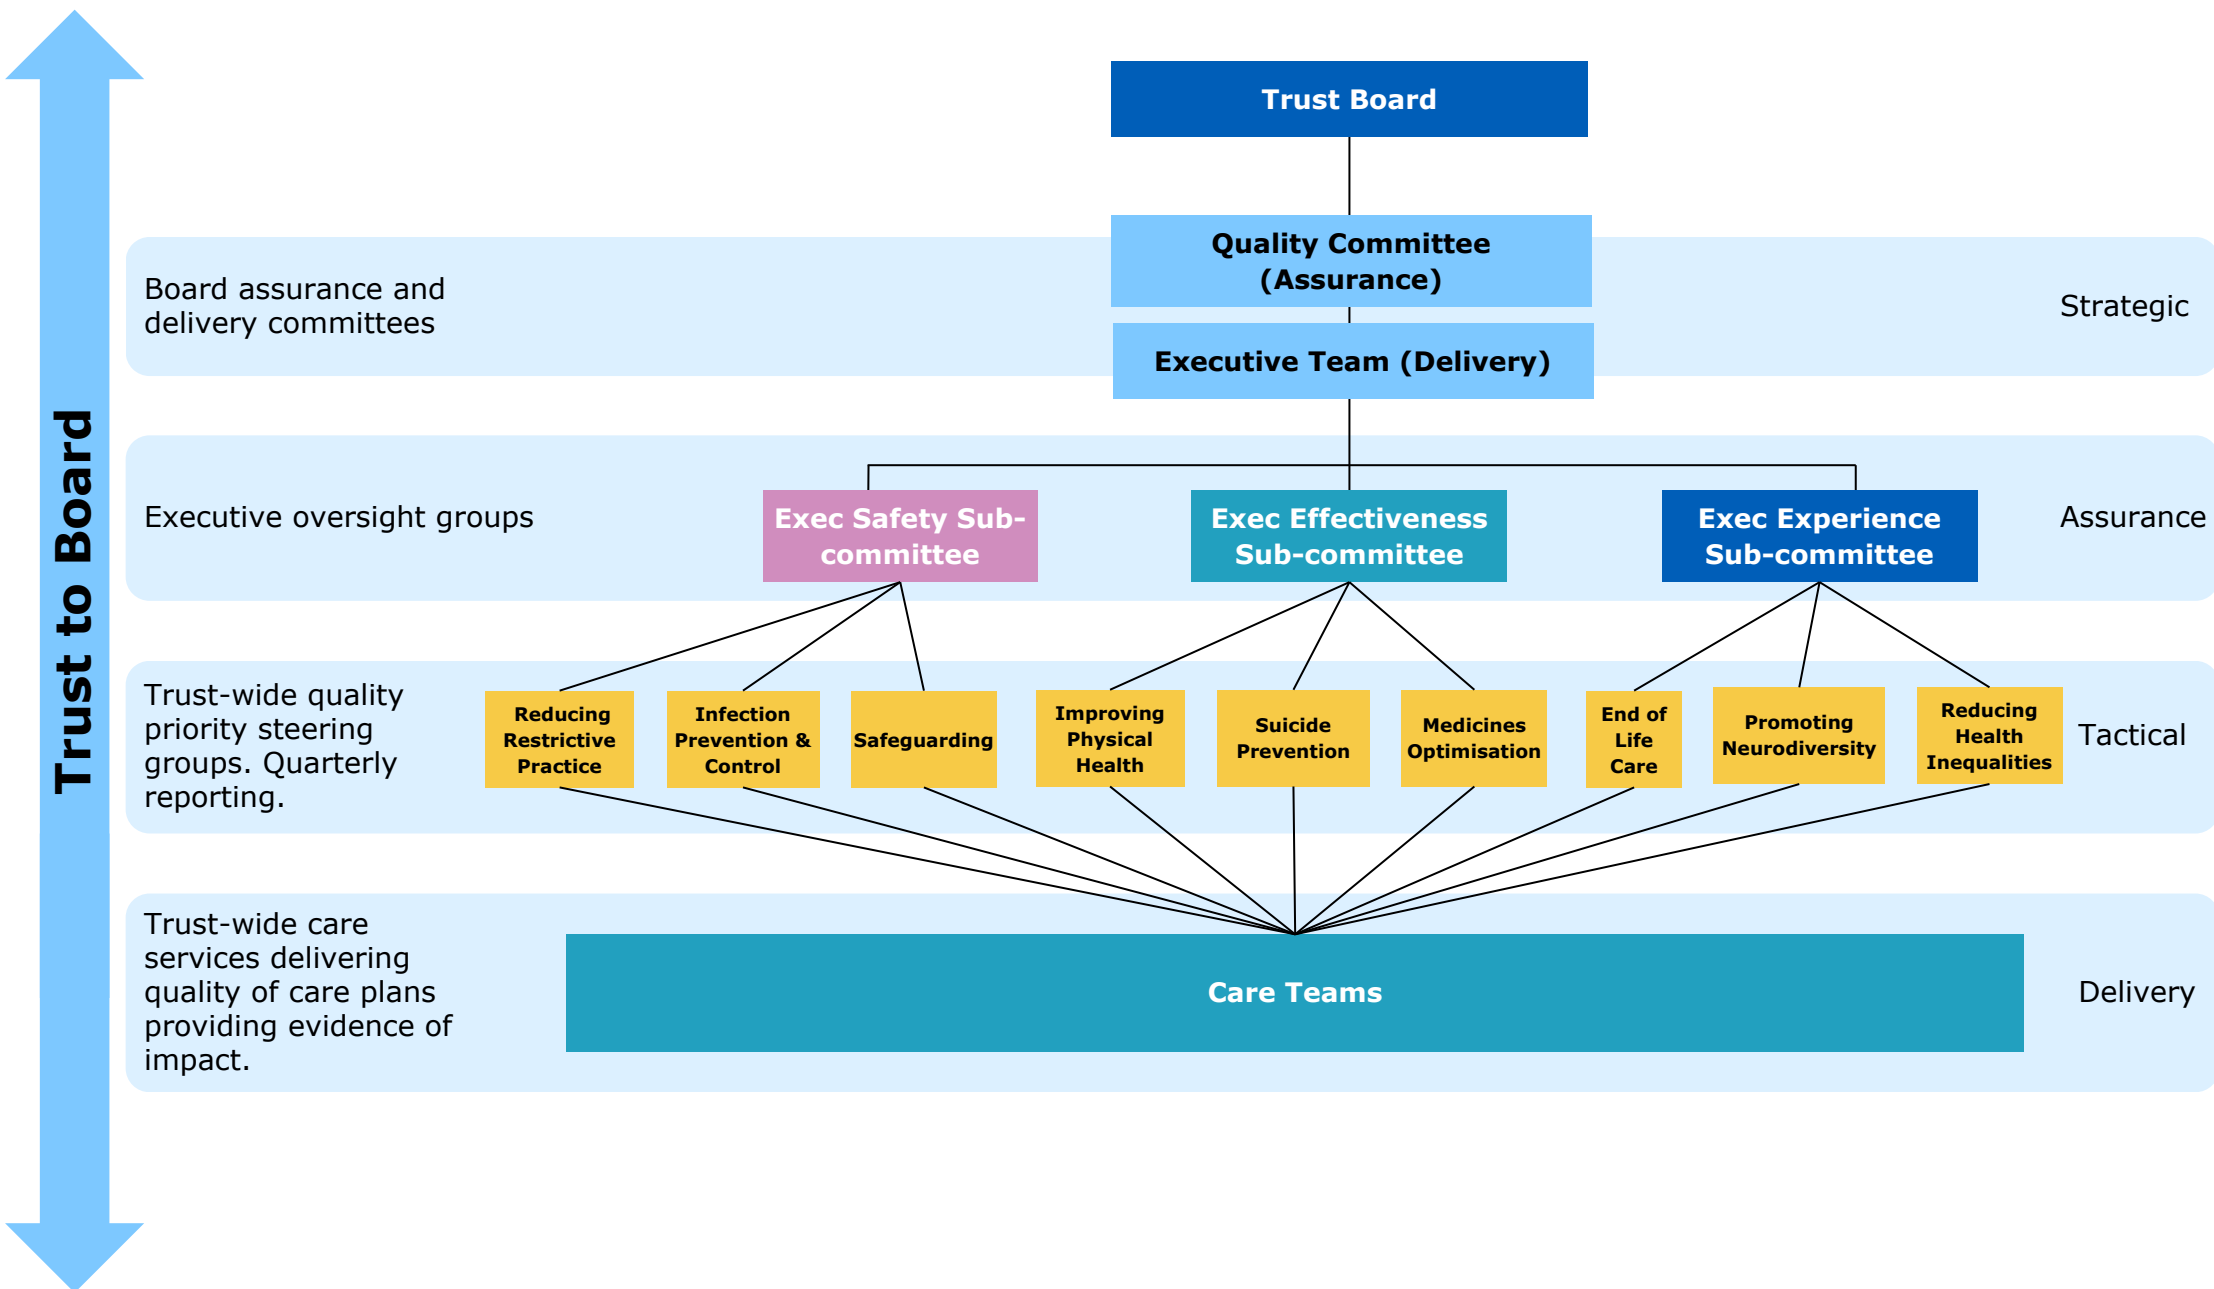 Trust to Board
Trust Board
Board assurance and
delivery committees
Quality Committee
(Assurance)
Executive Team (Delivery)
Strategic
Executive oversight groups
Exec Safety Sub-
committee
Exec Effectiveness
Sub-committee
Exec Experience
Sub-committee
Assurance
Trust-wide quality
priority steering
groups. Quarterly
reporting.
Reducing
Restrictive
Practice
Infection
Prevention &
Control
Safeguarding
Improving
Physical
Health
Suicide
Prevention
Medicines
Optimisation
End of
Life
Care
Promoting
Neurodiversity
Reducing
Health
Inequalities
Tactical
Trust-wide care
services delivering
quality of care plans
providing evidence of
impact.
Care Teams
Delivery